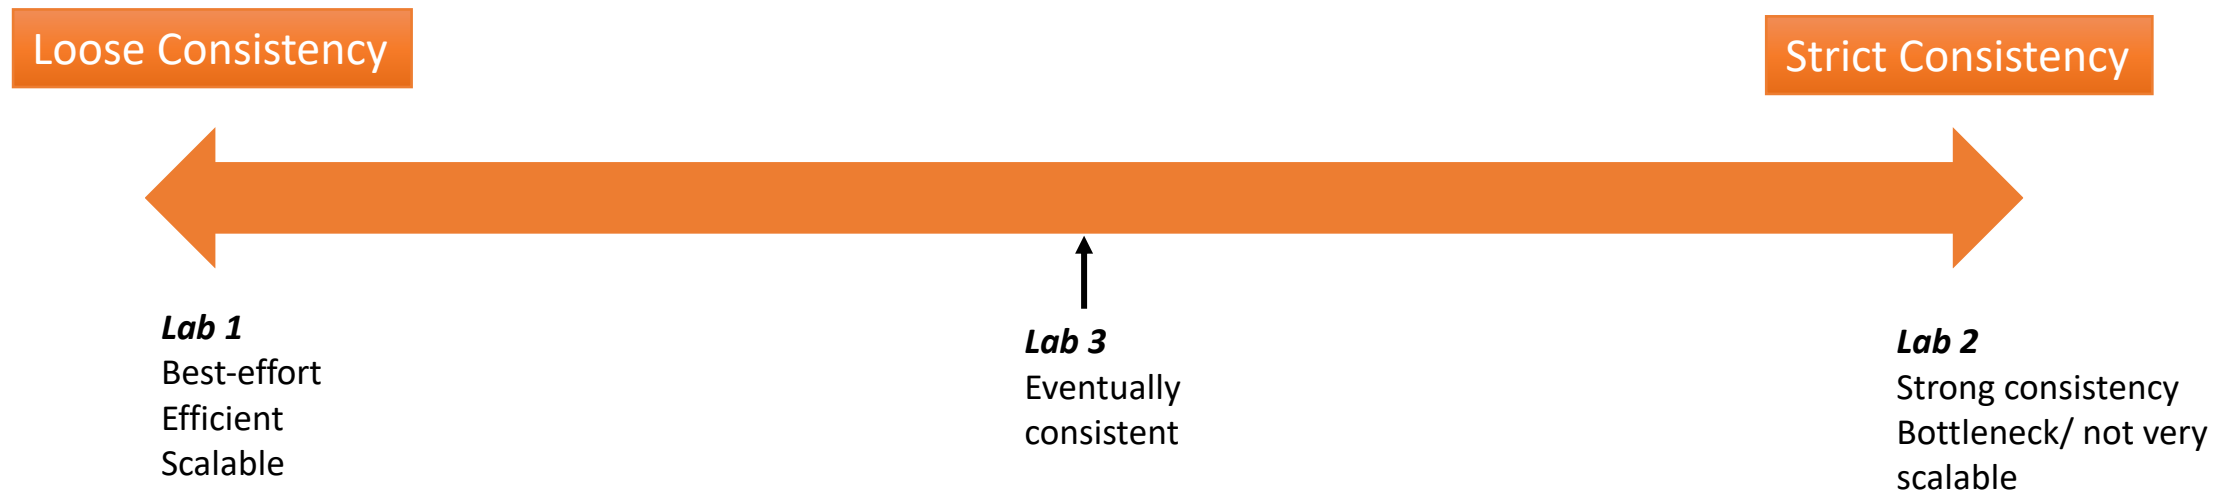 Loose Consistency
Strict Consistency
Lab 1
Best-effort
Efficient
Scalable
Lab 3
Eventually
consistent
Lab 2
Strong consistency
Bottleneck/ not very
scalable